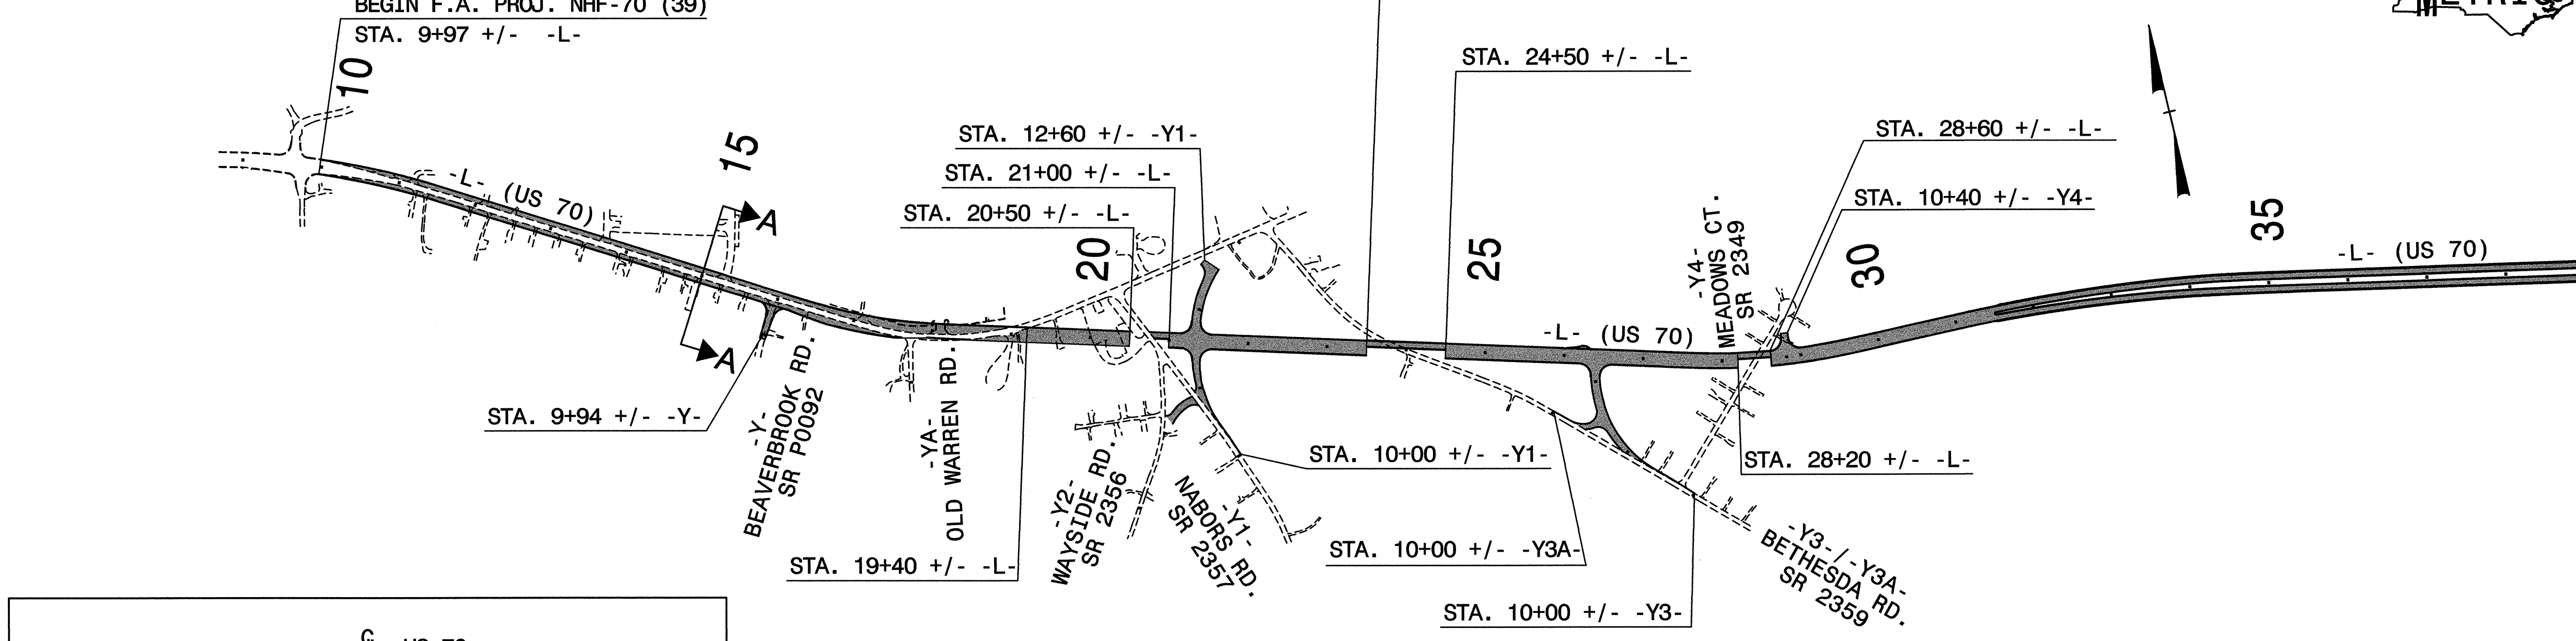 BEGIN F.A. PROJ. NHF-70 (39)
STA. 9+97 +/- -L-
10
METRIC
STA. 24+50 +/- -L-
15
A
A
-L- (US 70)
STA. 12+60 +/- -Y1-
STA. 21+00 +/- -L-
STA. 20+50 +/- -L-
20
25
STA. 28+60 +/- -L-
STA. 10+40 +/- -Y4-
-Y4-
MEADOWS CT.
SR 2349
30
35
-L- (US 70)
-L- (US 70)
STA. 9+94 +/- -Y-
-Y-
BEAVERBROOK RD.
SR P00092
-YA-
OLD WARREN RD.
STA. 19+40 +/- -L-
-Y2-
WAYSIDE RD.
SR 2356
-Y1-
NABORS RD.
SR 2357
STA. 10+00 +/- -Y1-
STA. 10+00 +/- -Y3A-
STA. 10+00 +/- -Y3-
STA. 28+20 +/- -L-
-Y3-/-Y3A-
BETHESDA RD.
SR 2359